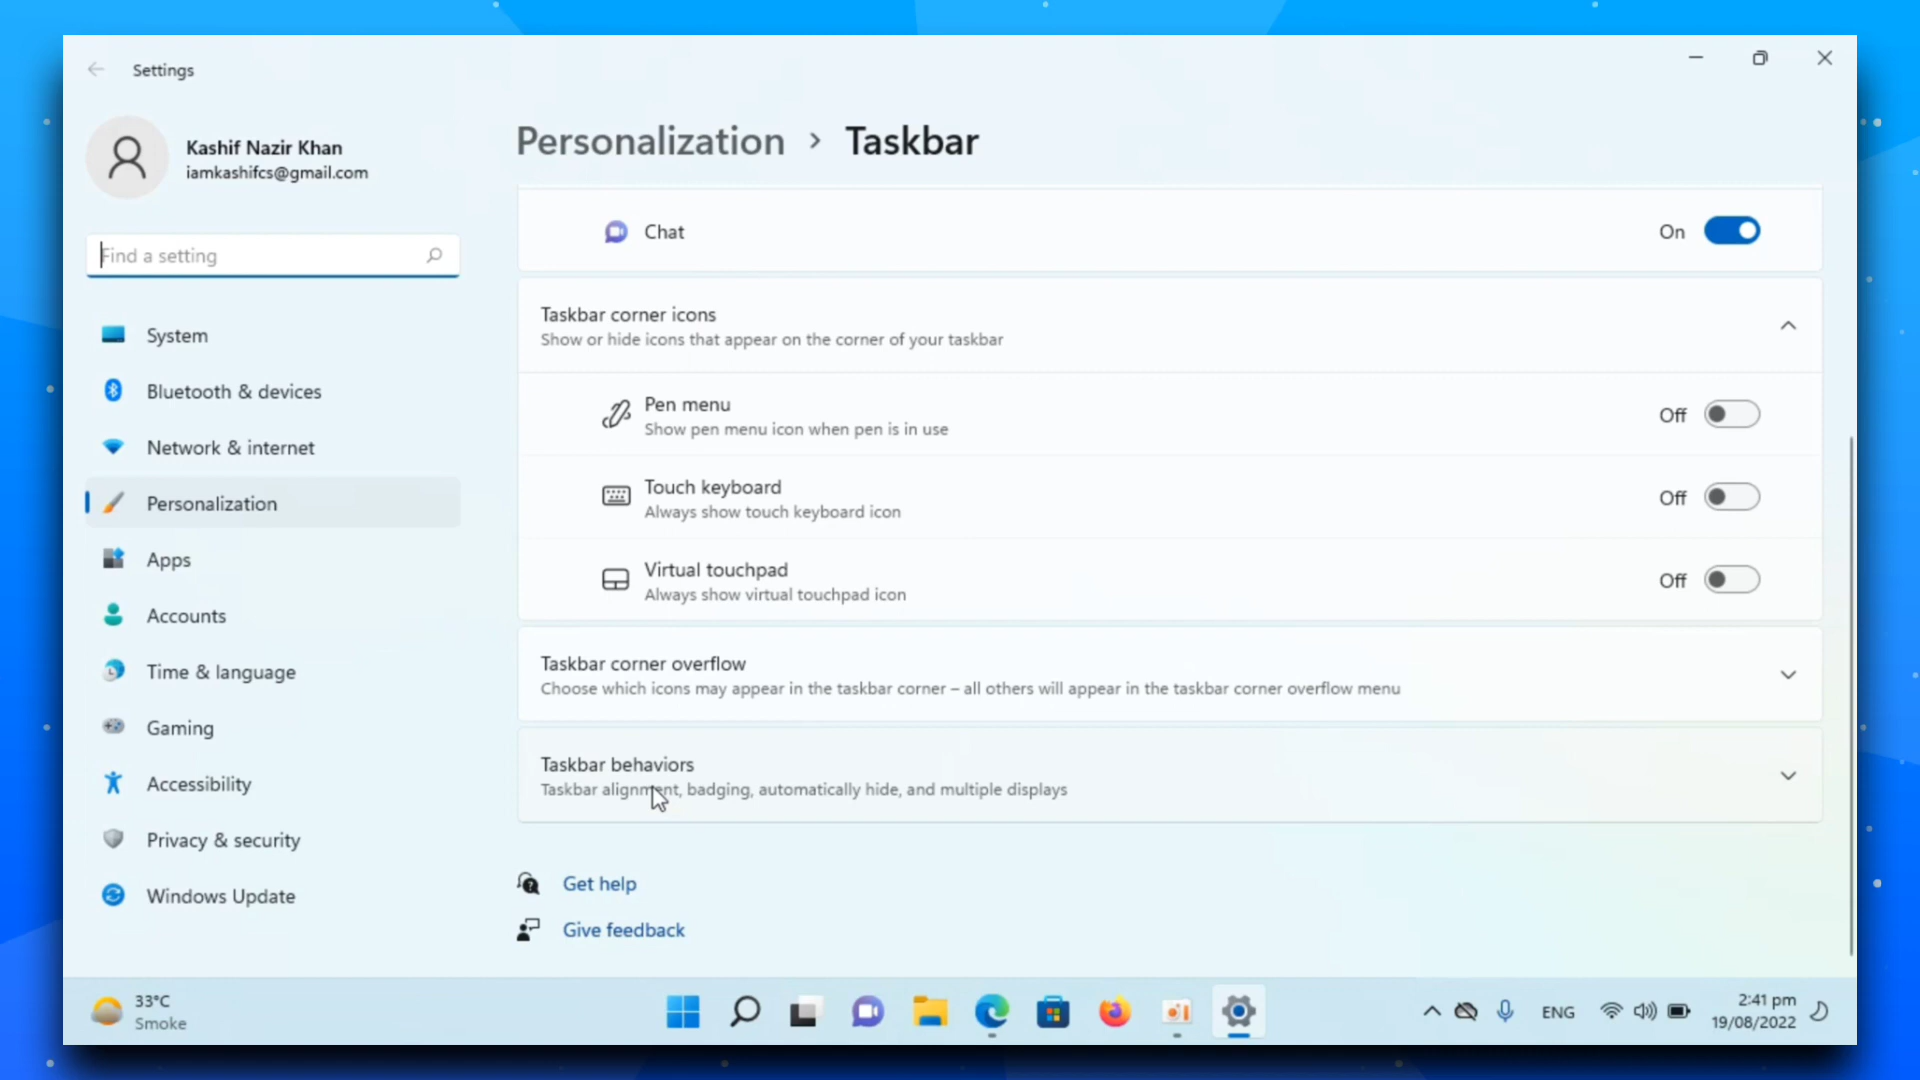 Settings
Kashif Nazir Khan
iamkashifcs@gmail.com
Find a setting
System
Bluetooth & devices
Network & internet
Personalization
Apps
Accounts
Time & language
Gaming
Accessibility
Privacy & security
Windows Update
Personalization > Taskbar
Chat
On
Taskbar corner icons
Show or hide icons that appear on the corner of your taskbar
Pen menu
Show pen menu icon when pen is in use
Off
Touch keyboard
Always show touch keyboard icon
Off
Virtual touchpad
Always show virtual touchpad icon
Off
Taskbar corner overflow
Choose which icons may appear in the taskbar corner – all others will appear in the taskbar corner overflow menu
Taskbar behaviors
Taskbar alignment, badging, automatically hide, and multiple displays
Get help
Give feedback
33°C
Smoke
ENG
2:41 pm
19/08/2022